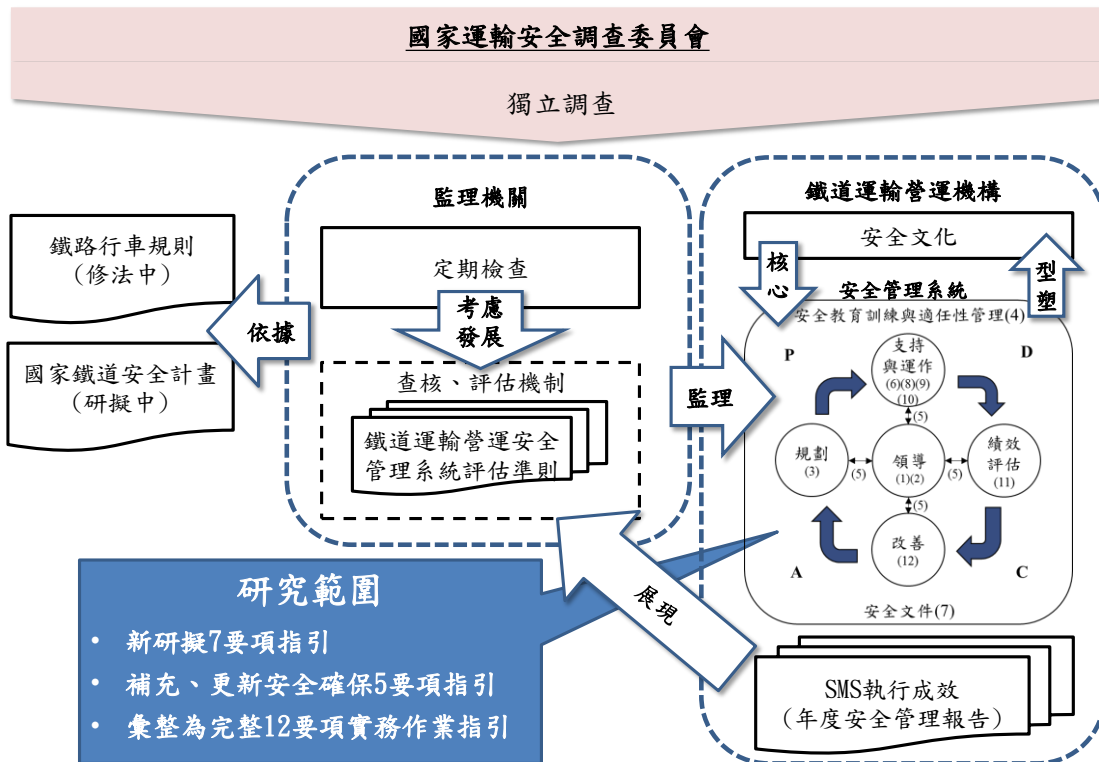 國家運輸安全調查委員會
獨立調查
鐵路行車規則
(修法中)
國家鐵道安全計畫
(研擬中)
依據
監理機關
定期檢查
考慮
發展
查核、評估機制
鐵道運輸營運安全
管理系統評估準則
監理
鐵道運輸營運機構
安全文化
核
心
型
塑
安全管理系統
安全教育訓練與適任性管理(4)
P
D
支持
與運作
(6)(8)(9)
(10)
(5)
規劃
(3)
(5)
領導
(1)(2)
(5)
績效
評估
(11)
(5)
改善
(12)
A
C
安全文件(7)
展現
SMS執行成效
(年度安全管理報告)
研究範圍
• 新研擬7要項指引
• 補充、更新安全確保5要項指引
• 彙整為完整12要項實務作業指引